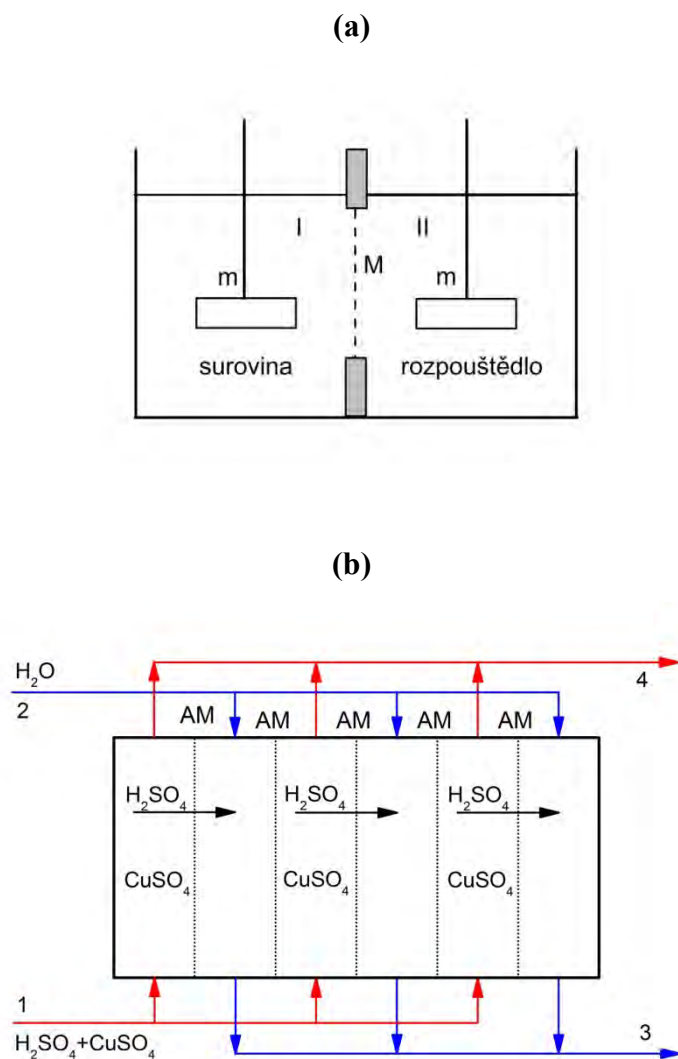 (a)
I II
M
m m
surovina rozpouštědlo
(b)
H₂O
4
2
AM AM AM AM AM
H₂SO₄ H₂SO₄ H₂SO₄
CuSO₄ CuSO₄ CuSO₄
1
3
H₂SO₄+CuSO₄